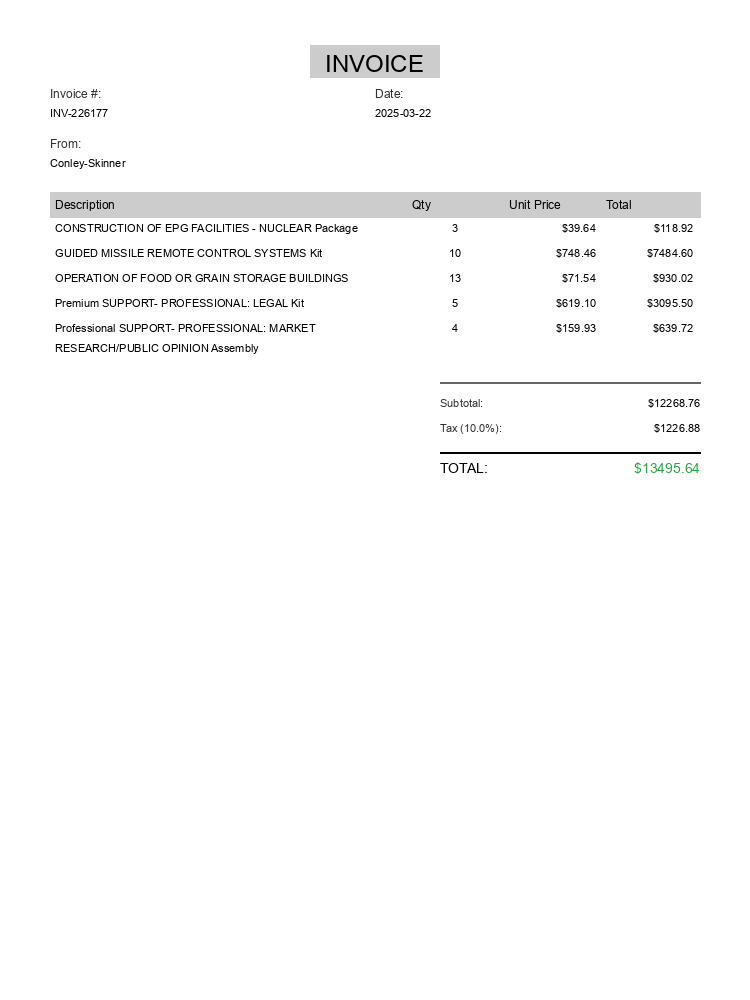 INVOICE
Invoice #: Date:
INV-226177 2025-03-22
From:
Conley-Skinner
Description Qty Unit Price Total
CONSTRUCTION OF EPG FACILITIES - NUCLEAR Package 3 $39.64 $118.92
GUIDED MISSILE REMOTE CONTROL SYSTEMS Kit 10 $748.46 $7484.60
OPERATION OF FOOD OR GRAIN STORAGE BUILDINGS 13 $71.54 $930.02
Premium SUPPORT- PROFESSIONAL: LEGAL Kit 5 $619.10 $3095.50
Professional SUPPORT- PROFESSIONAL: MARKET 4 $159.93 $639.72
RESEARCH/PUBLIC OPINION Assembly
Subtotal: $12268.76
Tax (10.0%): $1226.88
TOTAL: $13495.64